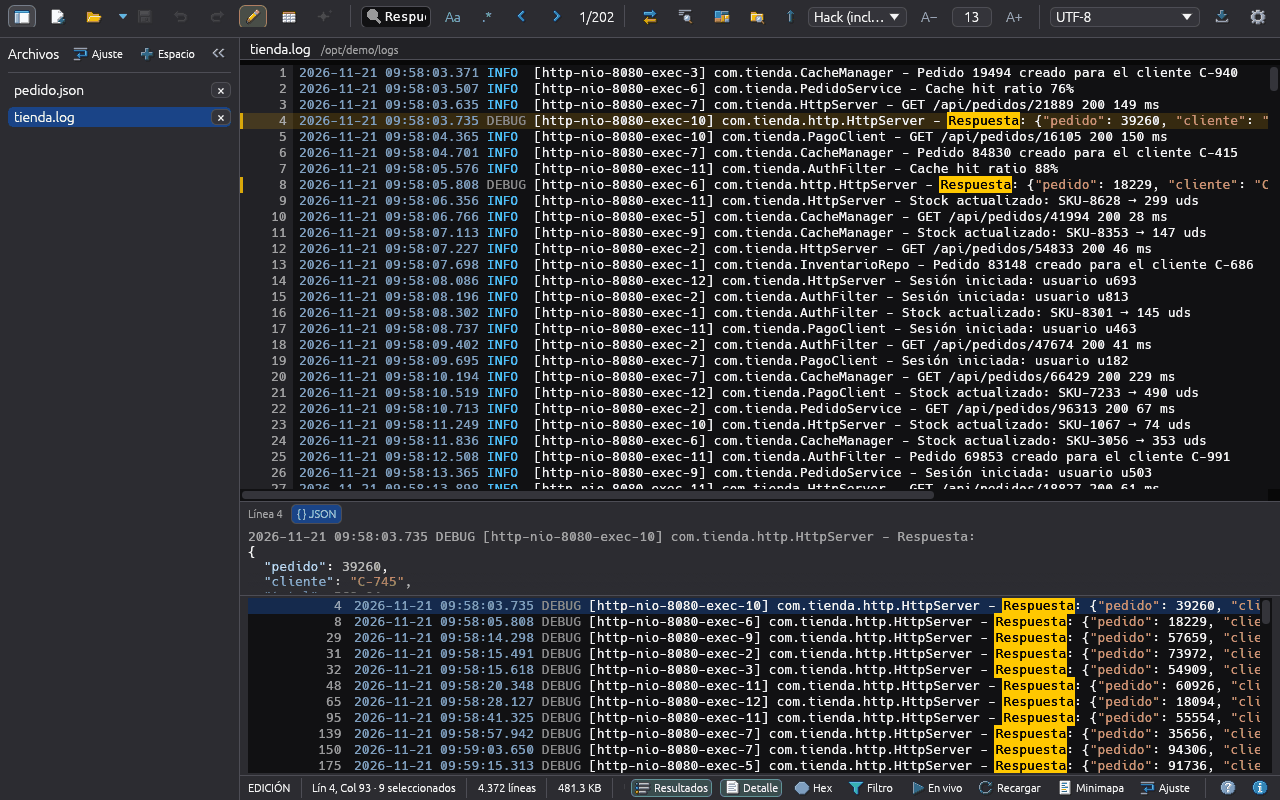 Respu
Aa
.*
1/202
Hack (incl...
A−
13
A+
UTF-8
Archivos
Ajuste
Espacio
pedido.json
tienda.log
tienda.log /opt/demo/logs
1 2026-11-21 09:58:03.371 INFO [http-nio-8080-exec-3] com.tienda.CacheManager - Pedido 19494 creado para el cliente C-940
2 2026-11-21 09:58:03.507 INFO [http-nio-8080-exec-6] com.tienda.PedidoService - Cache hit ratio 76%
3 2026-11-21 09:58:03.635 INFO [http-nio-8080-exec-7] com.tienda.HttpServer - GET /api/pedidos/21889 200 149 ms
4 2026-11-21 09:58:03.735 DEBUG [http-nio-8080-exec-10] com.tienda.http.HttpServer - Respuesta: {"pedido": 39260, "cliente": "
5 2026-11-21 09:58:04.365 INFO [http-nio-8080-exec-10] com.tienda.PagoClient - GET /api/pedidos/16105 200 150 ms
6 2026-11-21 09:58:04.701 INFO [http-nio-8080-exec-7] com.tienda.CacheManager - Pedido 84830 creado para el cliente C-415
7 2026-11-21 09:58:05.576 INFO [http-nio-8080-exec-11] com.tienda.AuthFilter - Cache hit ratio 88%
8 2026-11-21 09:58:05.808 DEBUG [http-nio-8080-exec-6] com.tienda.http.HttpServer - Respuesta: {"pedido": 18229, "cliente": "C
9 2026-11-21 09:58:06.356 INFO [http-nio-8080-exec-11] com.tienda.HttpServer - Stock actualizado: SKU-8628 → 299 uds
10 2026-11-21 09:58:06.766 INFO [http-nio-8080-exec-5] com.tienda.CacheManager - GET /api/pedidos/41994 200 28 ms
11 2026-11-21 09:58:07.113 INFO [http-nio-8080-exec-9] com.tienda.CacheManager - Stock actualizado: SKU-8353 → 147 uds
12 2026-11-21 09:58:07.227 INFO [http-nio-8080-exec-2] com.tienda.HttpServer - GET /api/pedidos/54833 200 46 ms
13 2026-11-21 09:58:07.698 INFO [http-nio-8080-exec-1] com.tienda.InventarioRepo - Pedido 83148 creado para el cliente C-686
14 2026-11-21 09:58:08.086 INFO [http-nio-8080-exec-12] com.tienda.HttpServer - Sesión iniciada: usuario u693
15 2026-11-21 09:58:08.196 INFO [http-nio-8080-exec-2] com.tienda.AuthFilter - Sesión iniciada: usuario u813
16 2026-11-21 09:58:08.302 INFO [http-nio-8080-exec-1] com.tienda.AuthFilter - Stock actualizado: SKU-8301 → 145 uds
17 2026-11-21 09:58:08.737 INFO [http-nio-8080-exec-11] com.tienda.PagoClient - Sesión iniciada: usuario u463
18 2026-11-21 09:58:09.402 INFO [http-nio-8080-exec-2] com.tienda.AuthFilter - GET /api/pedidos/47674 200 41 ms
19 2026-11-21 09:58:09.695 INFO [http-nio-8080-exec-7] com.tienda.PagoClient - Sesión iniciada: usuario u182
20 2026-11-21 09:58:10.194 INFO [http-nio-8080-exec-7] com.tienda.CacheManager - GET /api/pedidos/66429 200 229 ms
21 2026-11-21 09:58:10.519 INFO [http-nio-8080-exec-12] com.tienda.PagoClient - Stock actualizado: SKU-7233 → 490 uds
22 2026-11-21 09:58:10.713 INFO [http-nio-8080-exec-2] com.tienda.PedidoService - GET /api/pedidos/96313 200 67 ms
23 2026-11-21 09:58:11.249 INFO [http-nio-8080-exec-10] com.tienda.HttpServer - Stock actualizado: SKU-1067 → 74 uds
24 2026-11-21 09:58:11.836 INFO [http-nio-8080-exec-6] com.tienda.CacheManager - Stock actualizado: SKU-3056 → 353 uds
25 2026-11-21 09:58:12.508 INFO [http-nio-8080-exec-11] com.tienda.AuthFilter - Pedido 69853 creado para el cliente C-991
26 2026-11-21 09:58:13.365 INFO [http-nio-8080-exec-9] com.tienda.PedidoService - Sesión iniciada: usuario u503
27 2026-11-21 09:58:13.898 INFO [http-nio-8080-exec-11] com.tienda.HttpServer - GET /api/pedidos/18827 200 61 ms
Línea 4 {} JSON
2026-11-21 09:58:03.735 DEBUG [http-nio-8080-exec-10] com.tienda.http.HttpServer - Respuesta:
{
"pedido": 39260,
"cliente": "C-745",
4 2026-11-21 09:58:03.735 DEBUG [http-nio-8080-exec-10] com.tienda.http.HttpServer - Respuesta: {"pedido": 39260, "cli
8 2026-11-21 09:58:05.808 DEBUG [http-nio-8080-exec-6] com.tienda.http.HttpServer - Respuesta: {"pedido": 18229, "clie
29 2026-11-21 09:58:14.298 DEBUG [http-nio-8080-exec-9] com.tienda.http.HttpServer - Respuesta: {"pedido": 57659, "clie
31 2026-11-21 09:58:15.491 DEBUG [http-nio-8080-exec-2] com.tienda.http.HttpServer - Respuesta: {"pedido": 73972, "clie
32 2026-11-21 09:58:15.618 DEBUG [http-nio-8080-exec-3] com.tienda.http.HttpServer - Respuesta: {"pedido": 54909, "clie
48 2026-11-21 09:58:20.348 DEBUG [http-nio-8080-exec-11] com.tienda.http.HttpServer - Respuesta: {"pedido": 60926, "cli
65 2026-11-21 09:58:28.127 DEBUG [http-nio-8080-exec-12] com.tienda.http.HttpServer - Respuesta: {"pedido": 18094, "cli
95 2026-11-21 09:58:41.325 DEBUG [http-nio-8080-exec-11] com.tienda.http.HttpServer - Respuesta: {"pedido": 55554, "cli
139 2026-11-21 09:58:57.942 DEBUG [http-nio-8080-exec-7] com.tienda.http.HttpServer - Respuesta: {"pedido": 35656, "clie
150 2026-11-21 09:59:03.650 DEBUG [http-nio-8080-exec-7] com.tienda.http.HttpServer - Respuesta: {"pedido": 94306, "clie
175 2026-11-21 09:59:15.313 DEBUG [http-nio-8080-exec-5] com.tienda.http.HttpServer - Respuesta: {"pedido": 91736, "clie
EDICIÓN
Lín 4, Col 93 · 9 seleccionados
4.372 líneas
481.3 KB
Resultados
Detalle
Hex
Filtro
En vivo
Recargar
Minimapa
Ajuste